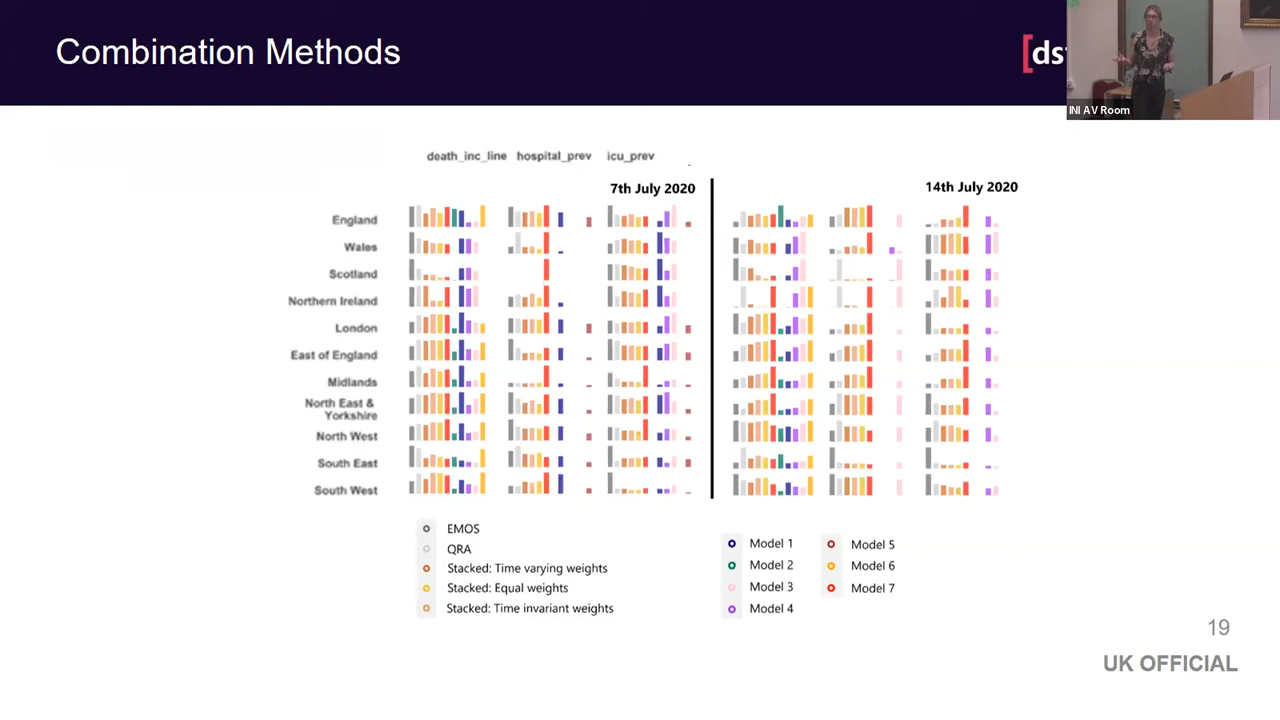 Combination Methods
[ds
INI AV Room
death_inc_line hospital_prev icu_prev
7th July 2020
14th July 2020
England
Wales
Scotland
Northern Ireland
London
East of England
Midlands
North East &
Yorkshire
North West
South East
South West
EMOS
QRA
Stacked: Time varying weights
Stacked: Equal weights
Stacked: Time invariant weights
Model 1
Model 2
Model 3
Model 4
Model 5
Model 6
Model 7
19
UK OFFICIAL